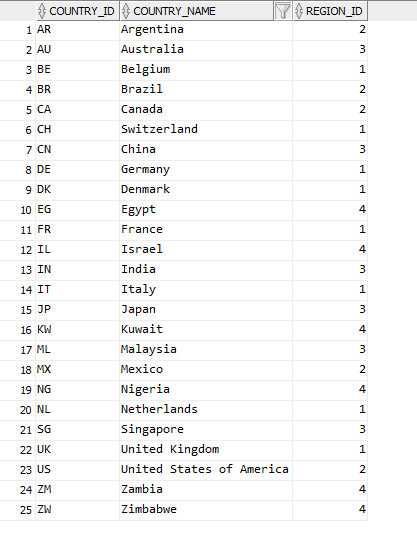 COUNTRY_ID COUNTRY_NAME REGION_ID
1 AR Argentina 2
2 AU Australia 3
3 BE Belgium 1
4 BR Brazil 2
5 CA Canada 2
6 CH Switzerland 1
7 CN China 3
8 DE Germany 1
9 DK Denmark 1
10 EG Egypt 4
11 FR France 1
12 IL Israel 4
13 IN India 3
14 IT Italy 1
15 JP Japan 3
16 KW Kuwait 4
17 ML Malaysia 3
18 MX Mexico 2
19 NG Nigeria 4
20 NL Netherlands 1
21 SG Singapore 3
22 UK United Kingdom 1
23 US United States of America 2
24 ZM Zambia 4
25 ZW Zimbabwe 4